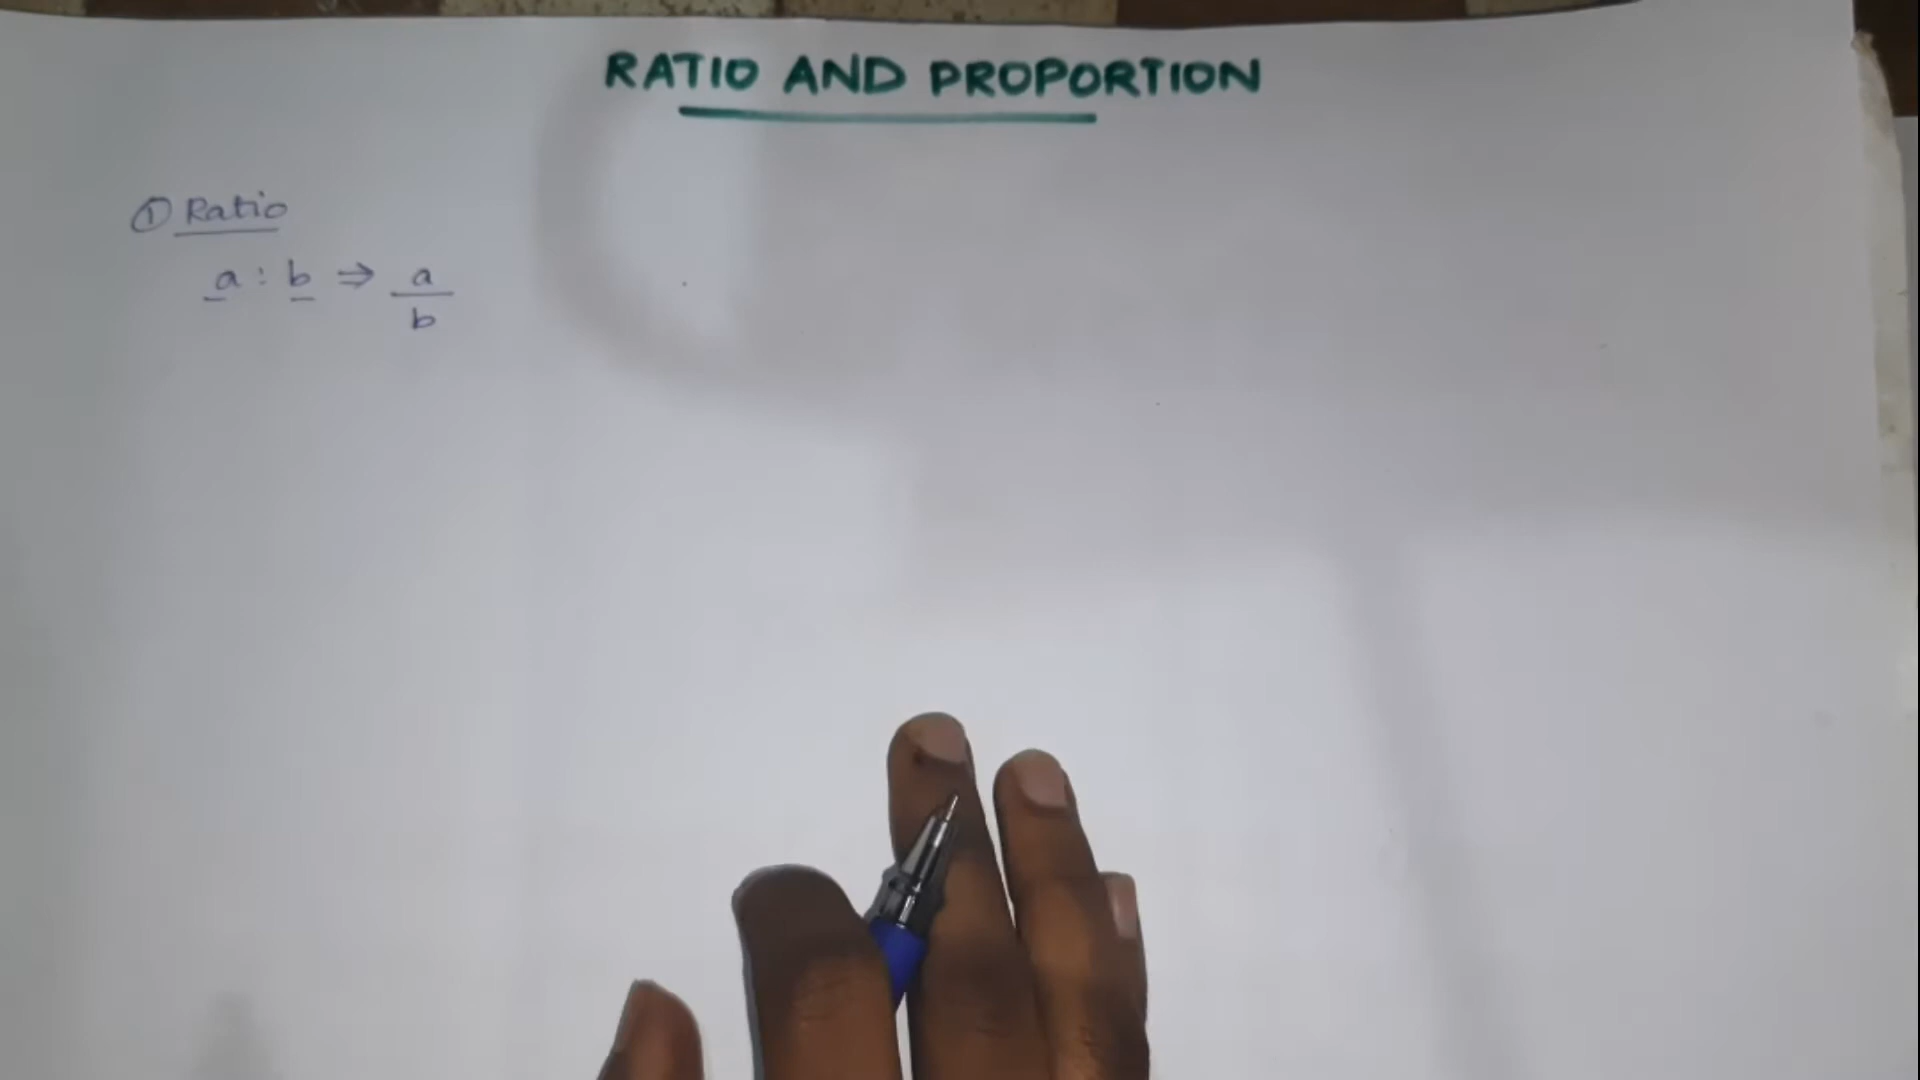 RATIO AND PROPORTION
① Ratio
a : b ⇒ a/b